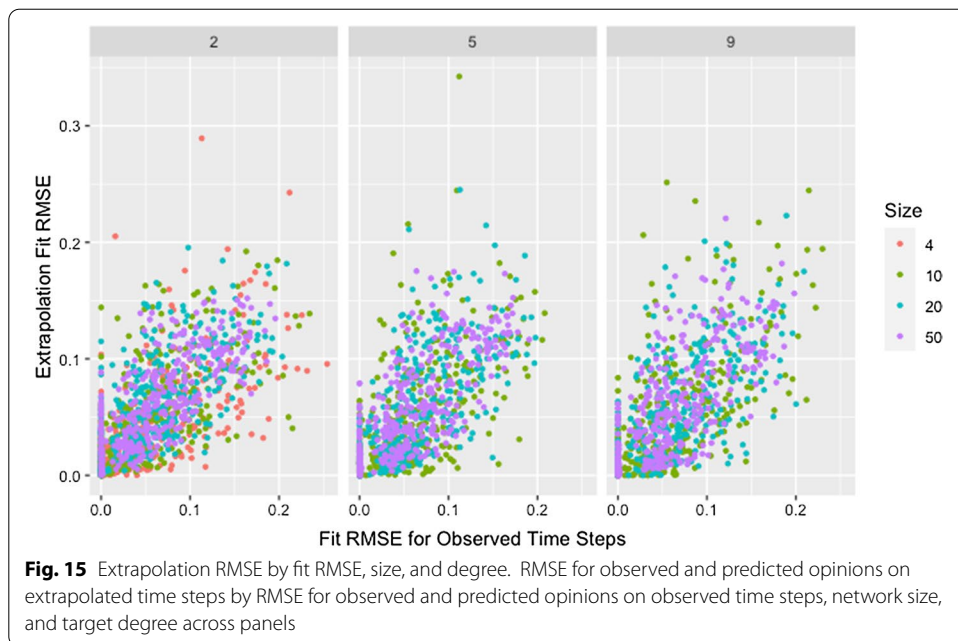 2 5 9
0.3
0.2
0.1
0.0
Extrapolation Fit RMSE
0.0 0.1 0.2 0.0 0.1 0.2 0.0 0.1 0.2
Fit RMSE for Observed Time Steps
Size
4
10
20
50
Fig. 15 Extrapolation RMSE by fit RMSE, size, and degree. RMSE for observed and predicted opinions on
extrapolated time steps by RMSE for observed and predicted opinions on observed time steps, network size,
and target degree across panels